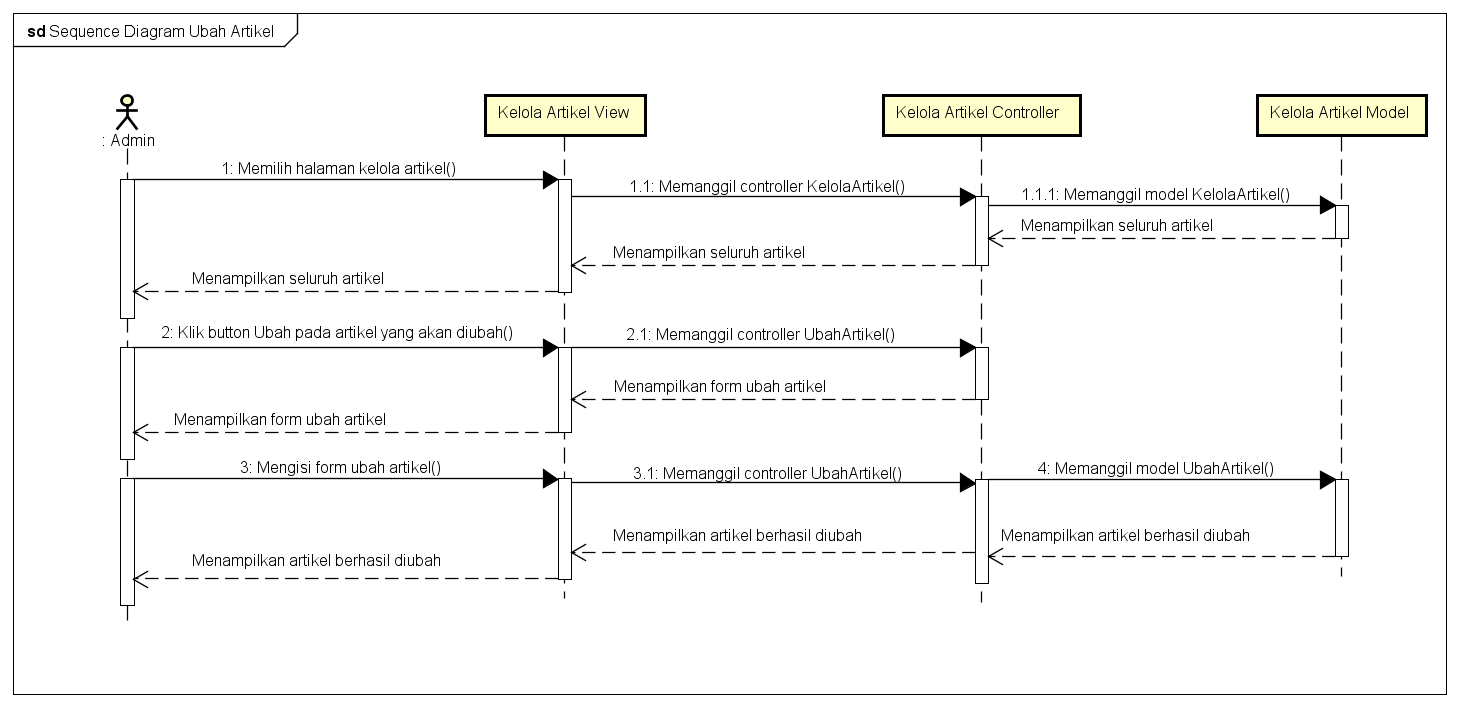 sd Sequence Diagram Ubah Artikel
: Admin
Kelola Artikel View
Kelola Artikel Controller
Kelola Artikel Model
1: Memilih halaman kelola artikel()
1.1: Memanggil controller KelolaArtikel()
1.1.1: Memanggil model KelolaArtikel()
Menampilkan seluruh artikel
Menampilkan seluruh artikel
Menampilkan seluruh artikel
2: Klik button Ubah pada artikel yang akan diubah()
2.1: Memanggil controller UbahArtikel()
Menampilkan form ubah artikel
Menampilkan form ubah artikel
3: Mengisi form ubah artikel()
3.1: Memanggil controller UbahArtikel()
4: Memanggil model UbahArtikel()
Menampilkan artikel berhasil diubah
Menampilkan artikel berhasil diubah
Menampilkan artikel berhasil diubah